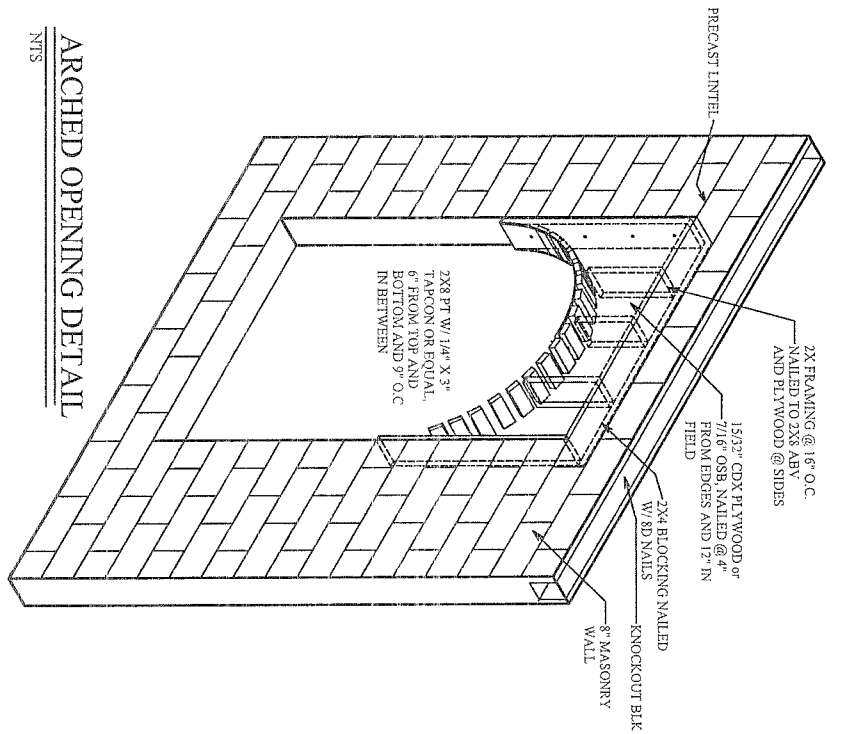 PRECAST LINTEL
2X FRAMING @ 16" O.C.
NAILED TO 2X8 ABV
AND PLYWOOD @ SIDES
15/32" CDX PLYWOOD or
7/16" OSB, NAILED @ 4"
FROM EDGES AND 12" IN
FIELD
2X4 BLOCKING NAILED
W/ 8D NAILS
KNOCKOUT BLK
8" MASONRY
WALL
2X8 PT W/ 1/4" X 3"
TAPCON OR EQUAL,
6" FROM TOP AND
BOTTOM AND 9" O.C
IN BETWEEN
ARCHED OPENING DETAIL
NTS